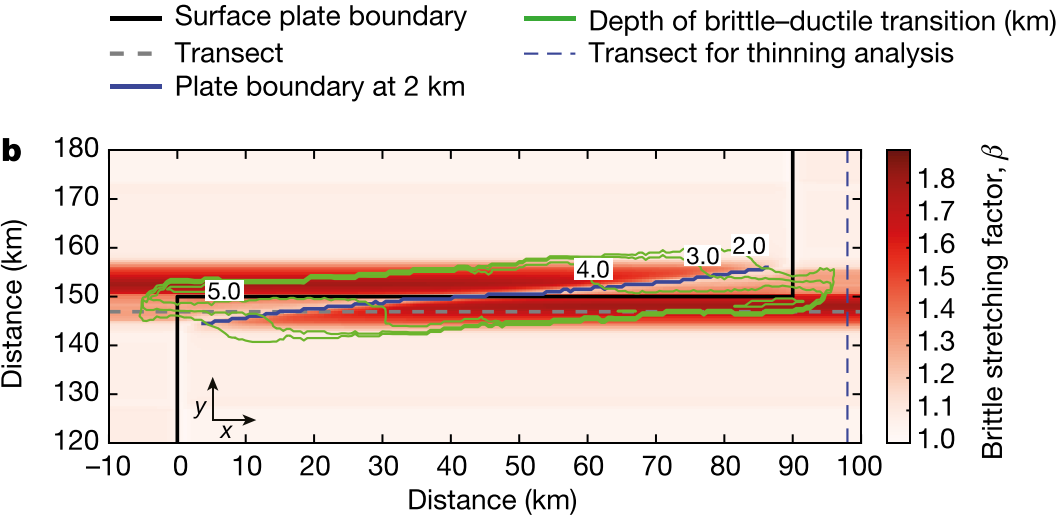 Surface plate boundary
Depth of brittle–ductile transition (km)
Transect
Transect for thinning analysis
Plate boundary at 2 km
b
180
170
160
150
140
130
120
Distance (km)
5.0
4.0
3.0
2.0
y
x
–10
0
10
20
30
40
50
60
70
80
90
100
Distance (km)
1.8
1.7
1.6
1.5
1.4
1.3
1.2
1.1
1.0
Brittle stretching factor, β